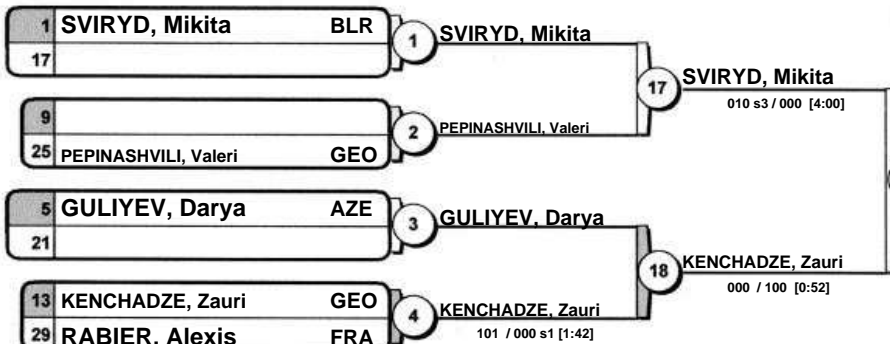 1 SVIRYD, Mikita BLR
17
1
SVIRYD, Mikita
9
25 PEPINASHVILI, Valeri GEO
2
PEPINASHVILI, Valeri
17
SVIRYD, Mikita
010 s3 / 000 [4:00]
5 GULIYEV, Darya AZE
21
3
GULIYEV, Darya
13 KENCHADZE, Zauri GEO
29 RABIER, Alexis FRA
4
KENCHADZE, Zauri
101 / 000 s1 [1:42]
18
KENCHADZE, Zauri
000 / 100 [0:52]